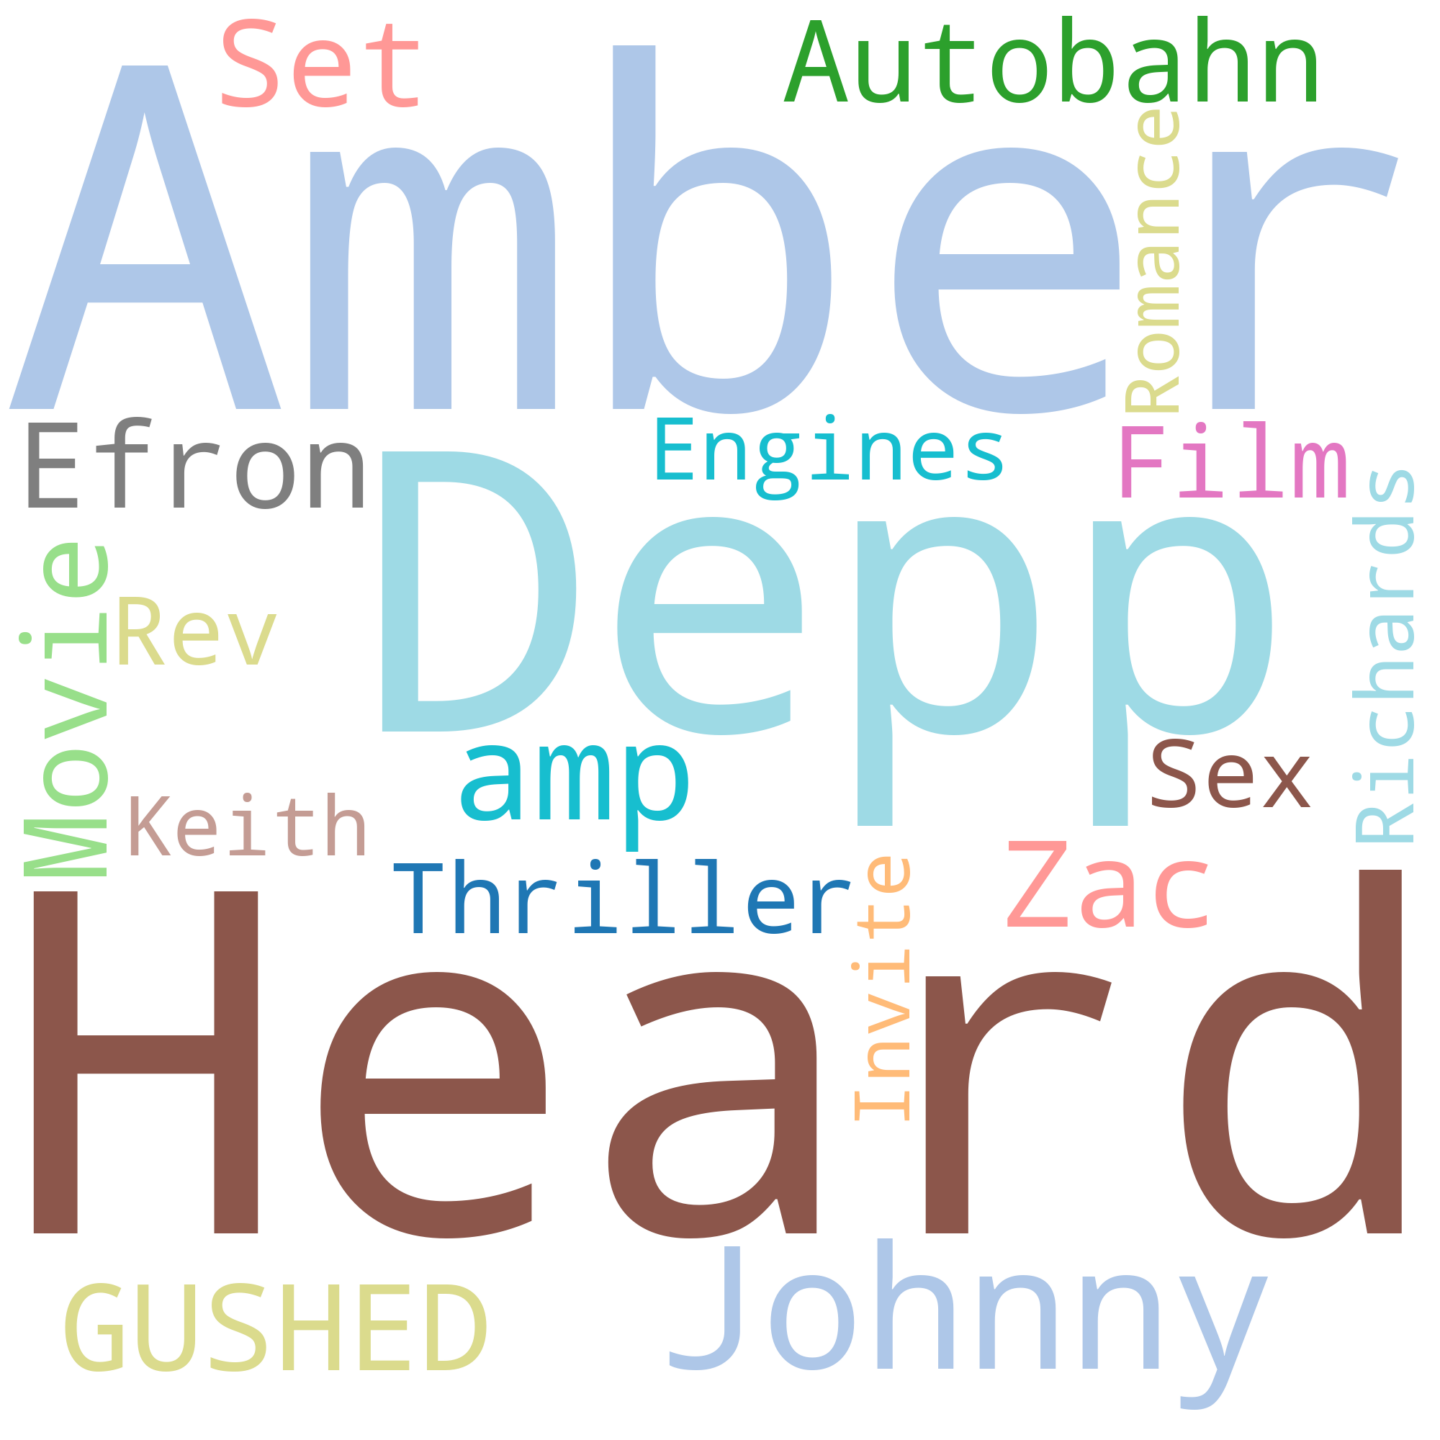 Set
Autobahn
Amber
Romance
Efron
Engines
Film
Depp
Richards
Movie
Rev
amp
Sex
Keith
Thriller
Zac
Invite
Heard
GUSHED
Johnny